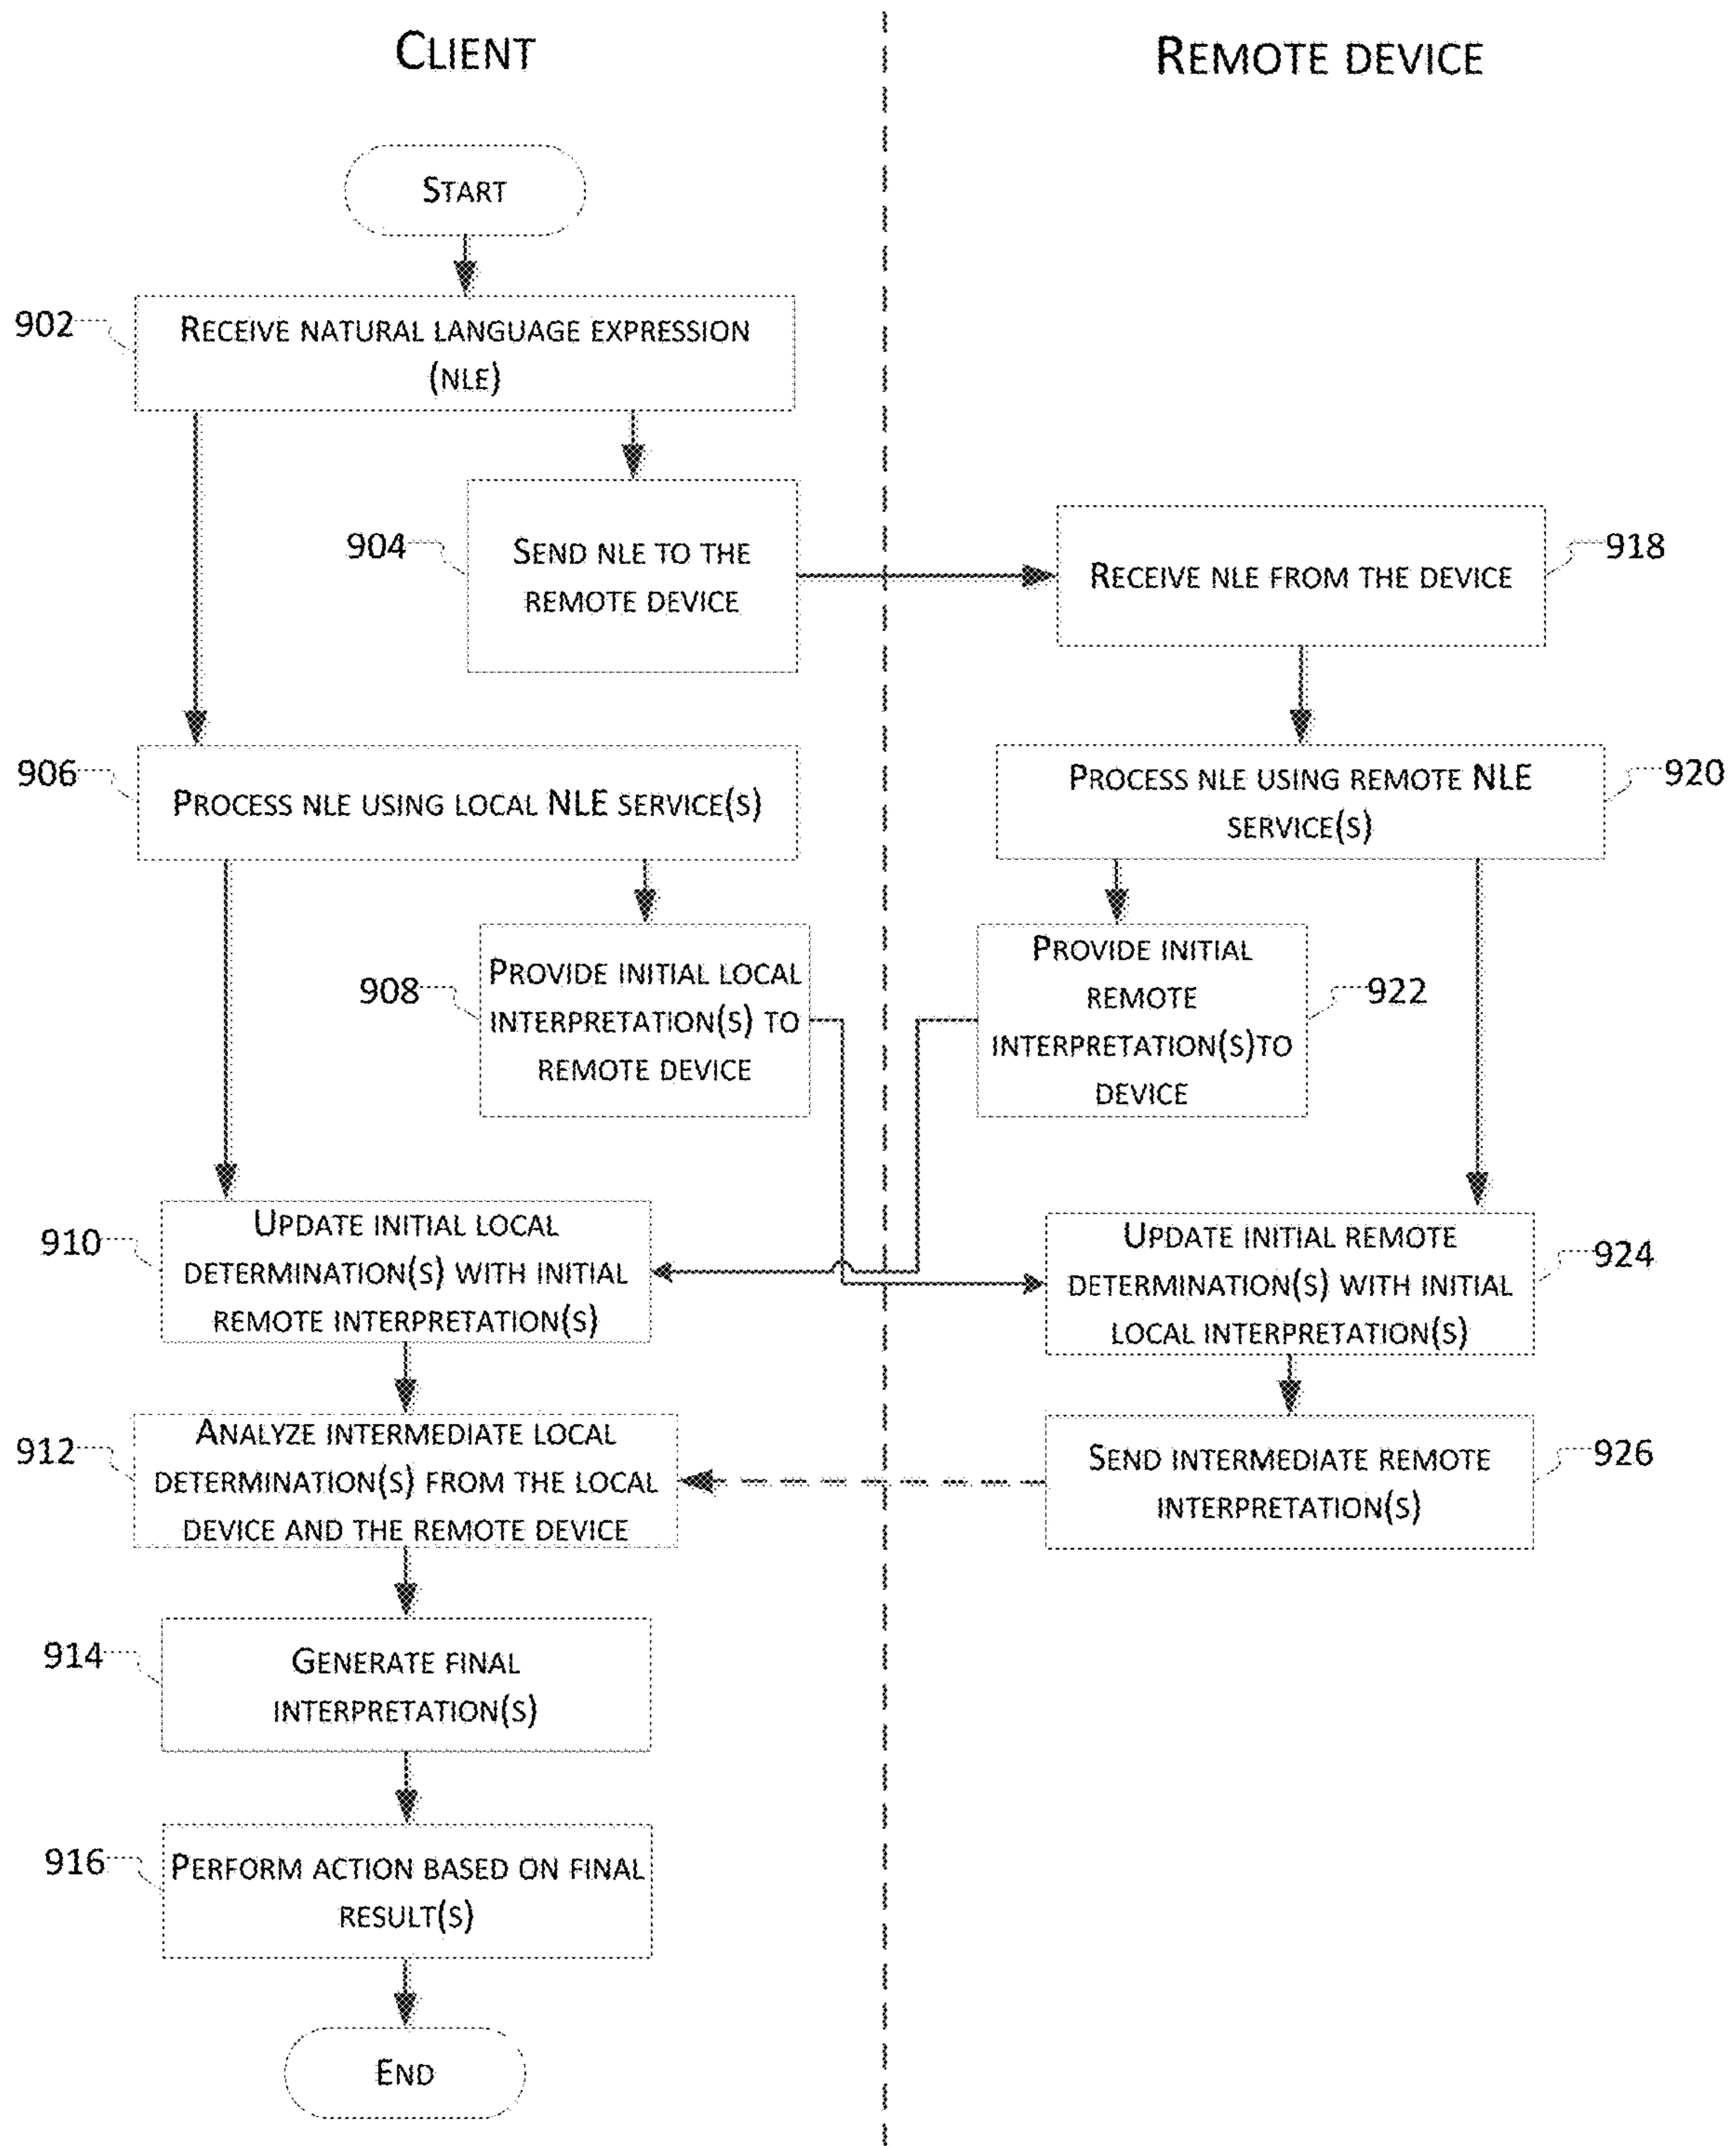 CLIENT
REMOTE DEVICE
START
902
RECEIVE NATURAL LANGUAGE EXPRESSION
(NLE)
904
SEND NLE TO THE
REMOTE DEVICE
RECEIVE NLE FROM THE DEVICE
918
906
PROCESS NLE USING LOCAL NLE SERVICE(S)
PROCESS NLE USING REMOTE NLE
SERVICE(S)
920
908
PROVIDE INITIAL LOCAL
INTERPRETATION(S) TO
REMOTE DEVICE
PROVIDE INITIAL
REMOTE
INTERPRETATION(S)TO
DEVICE
922
910
UPDATE INITIAL LOCAL
DETERMINATION(S) WITH INITIAL
REMOTE INTERPRETATION(S)
UPDATE INITIAL REMOTE
DETERMINATION(S) WITH INITIAL
LOCAL INTERPRETATION(S)
924
912
ANALYZE INTERMEDIATE LOCAL
DETERMINATION(S) FROM THE LOCAL
DEVICE AND THE REMOTE DEVICE
SEND INTERMEDIATE REMOTE
INTERPRETATION(S)
926
914
GENERATE FINAL
INTERPRETATION(S)
916
PERFORM ACTION BASED ON FINAL
RESULT(S)
END